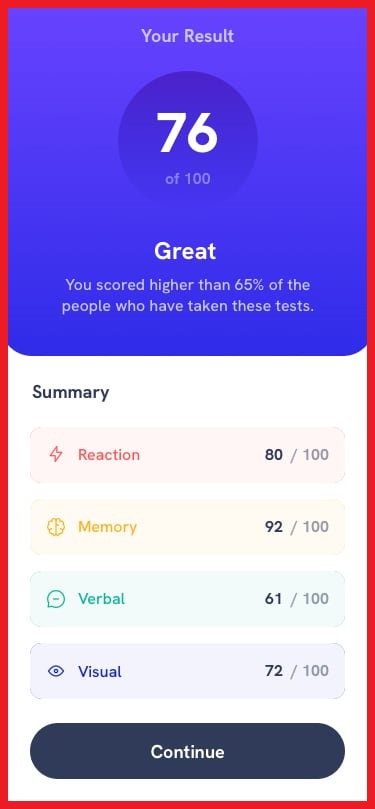 Your Result
76
of 100
Great
You scored higher than 65% of the
people who have taken these tests.
Summary
Reaction 80 / 100
Memory 92 / 100
Verbal 61 / 100
Visual 72 / 100
Continue